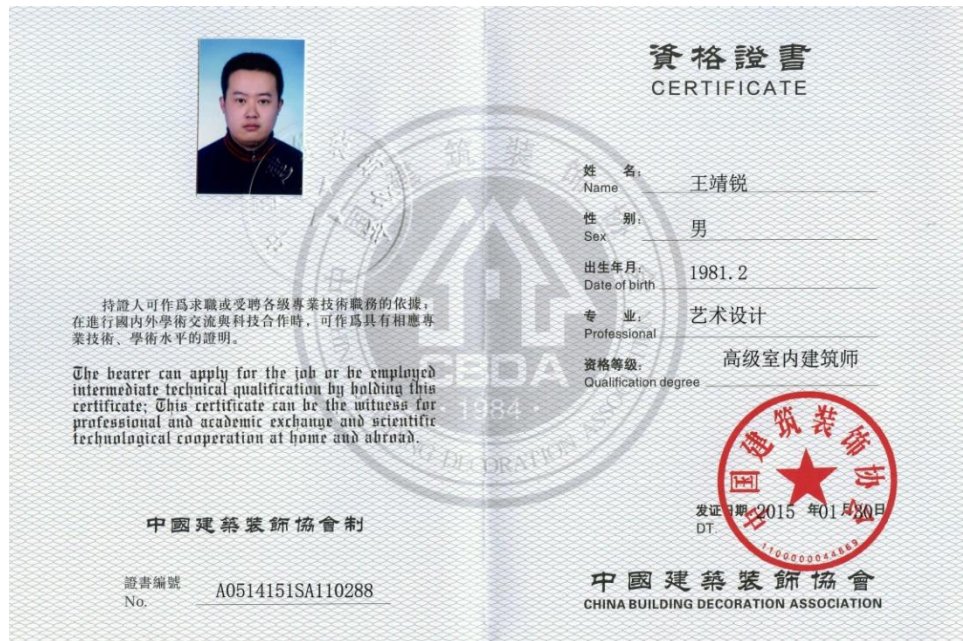 持證人可作爲求職或受聘各級專業技術職務的依據；
在進行國内外學術交流與科技合作時，可作爲具有相應專
業技術、學術水平的證明。
The bearer can apply for the job or be employed
intermediate technical qualification by holding this
certificate; This certificate can be the witness for
professional and academic exchange and scientific
technological cooperation at home and abroad.
中國建築裝飾協會制
證書編號
No. A0514151SA110288
資格證書
CERTIFICATE
姓 名： 王靖锐
Name
性 别： 男
Sex
出生年月： 1981.2
Date of birth
专 业： 艺术设计
Professional
资格等级： 高级室内建筑师
Qualification degree
中国建筑装饰协会
发证日期 2015 年01月30日
DT.
1100000044869
中國建築裝飾協會
CHINA BUILDING DECORATION ASSOCIATION
CBDA
· 1984 ·